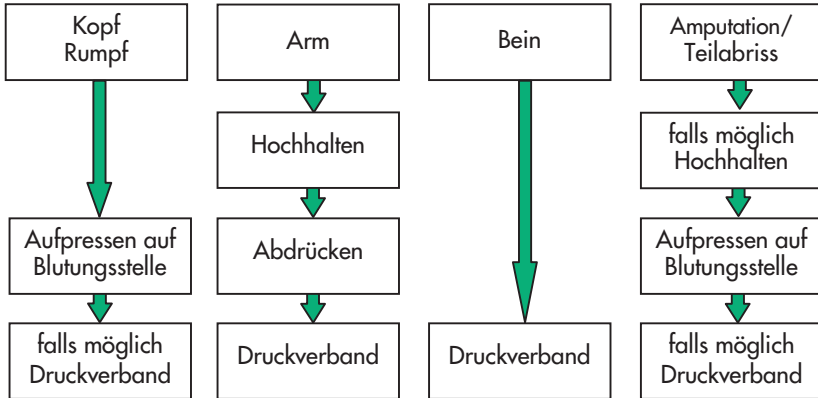 Kopf
Rumpf
Arm
Bein
Amputation/
Teilabriss
Hochhalten
falls möglich
Hochhalten
Aufpressen auf
Blutungsstelle
Abdrücken
Aufpressen auf
Blutungsstelle
falls möglich
Druckverband
Druckverband
Druckverband
falls möglich
Druckverband